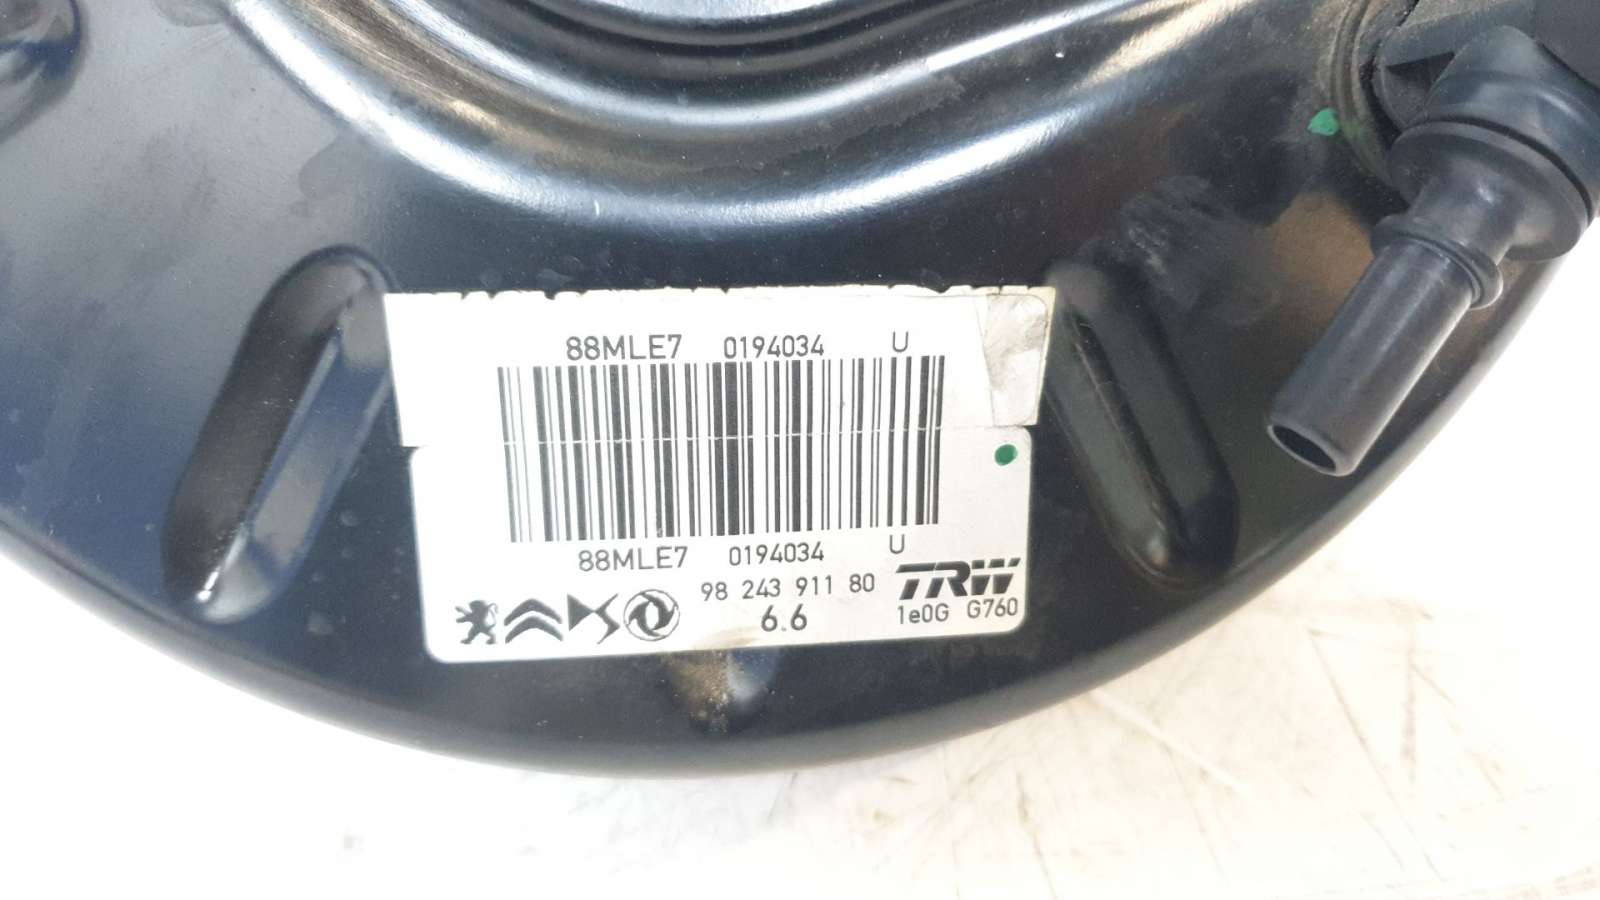 88MLE7 0194034 U
88MLE7 0194034 U
98 243 911 80 TRW
6.6 1e0G G760